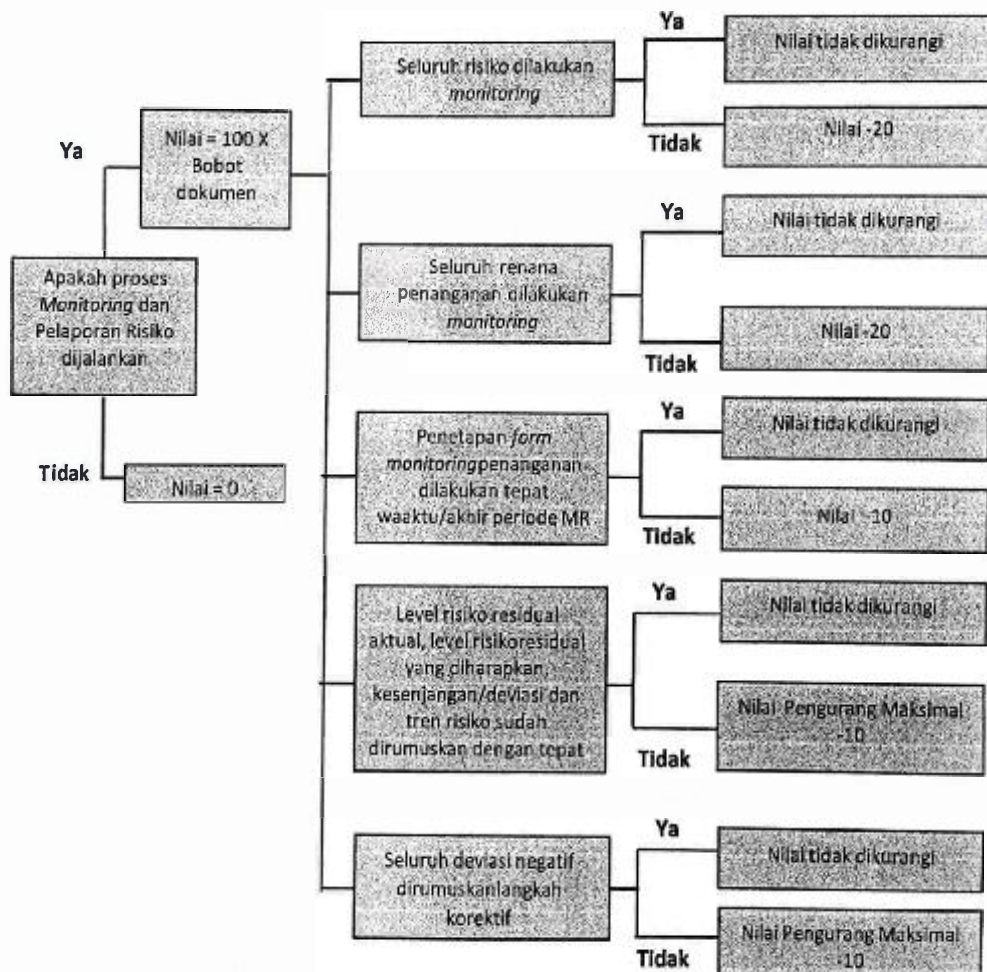 Apakah proses
Monitoring dan
Pelaporan Risiko
dijalankan
Ya
Nilai = 100 X
Bobot
dokumen
Tidak
Nilai = 0
Seluruh risiko dilakukan
monitoring
Ya
Nilai tidak dikurangi
Tidak
Nilai -20
Seluruh renana
penanganan dilakukan
monitoring
Ya
Nilai tidak dikurangi
Tidak
Nilai -20
Penetapan form
monitoringpenanganan
dilakukan tepat
waaktu/akhir periode MR
Ya
Nilai tidak dikurangi
Tidak
Nilai -10
Level risiko residual
aktual, level risikoresidual
yang diharapkan,
kesenjangan/deviasi dan
tren risiko sudah
dirumuskan dengan tepat
Ya
Nilai tidak dikurangi
Tidak
Nilai Pengurang Maksimal
-10
Seluruh deviasi negatif
dirumuskanlangkah
korektif
Ya
Nilai tidak dikurangi
Tidak
Nilai Pengurang Maksimal
-10